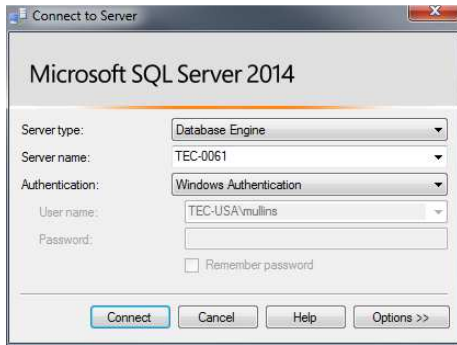 Connect to Server
Microsoft SQL Server 2014
Server type: Database Engine
Server name: TEC-0061
Authentication: Windows Authentication
User name: TEC-USA\mullins
Password:
Remember password
Connect Cancel Help Options >>